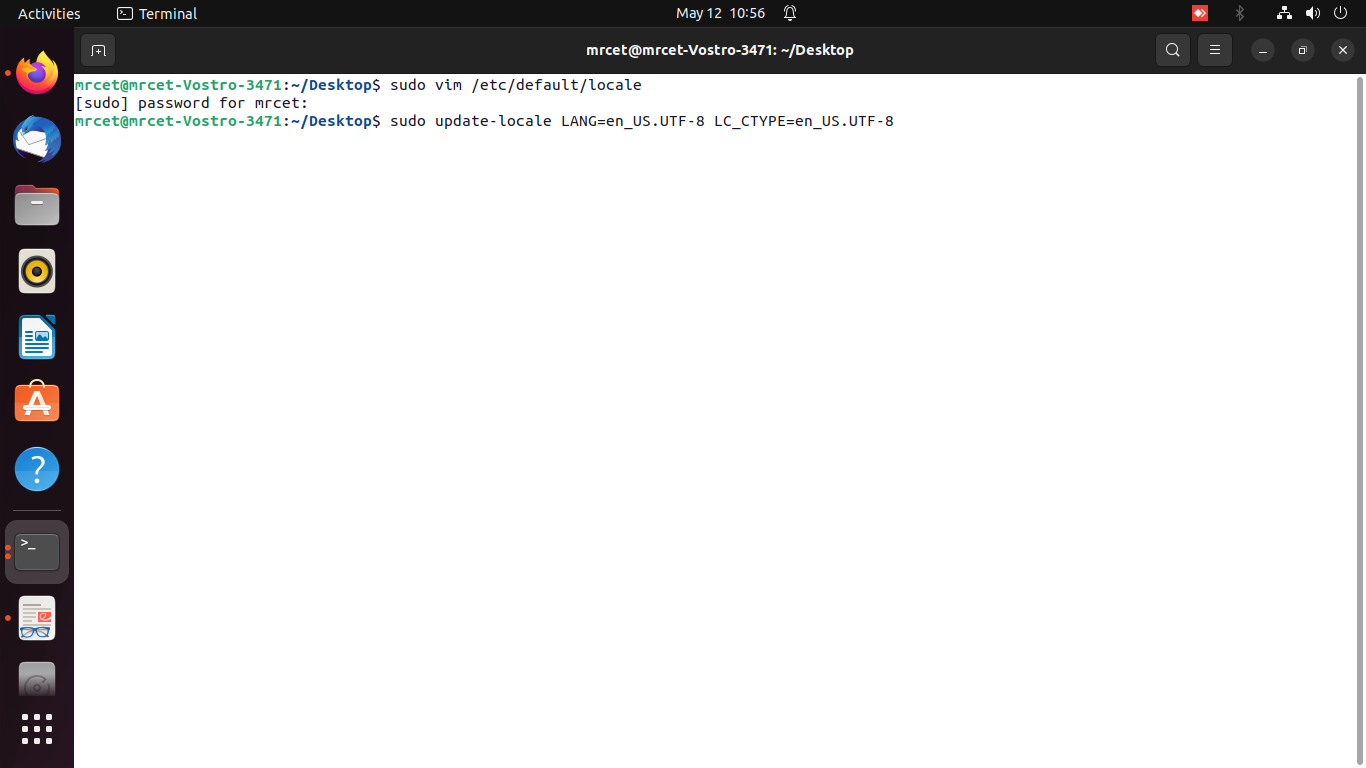 Activities
Terminal
May 12 10:56
mrcet@mrcet-Vostro-3471: ~/Desktop
mrcet@mrcet-Vostro-3471:~/Desktop$ sudo vim /etc/default/locale
[sudo] password for mrcet:
mrcet@mrcet-Vostro-3471:~/Desktop$ sudo update-locale LANG=en_US.UTF-8 LC_CTYPE=en_US.UTF-8